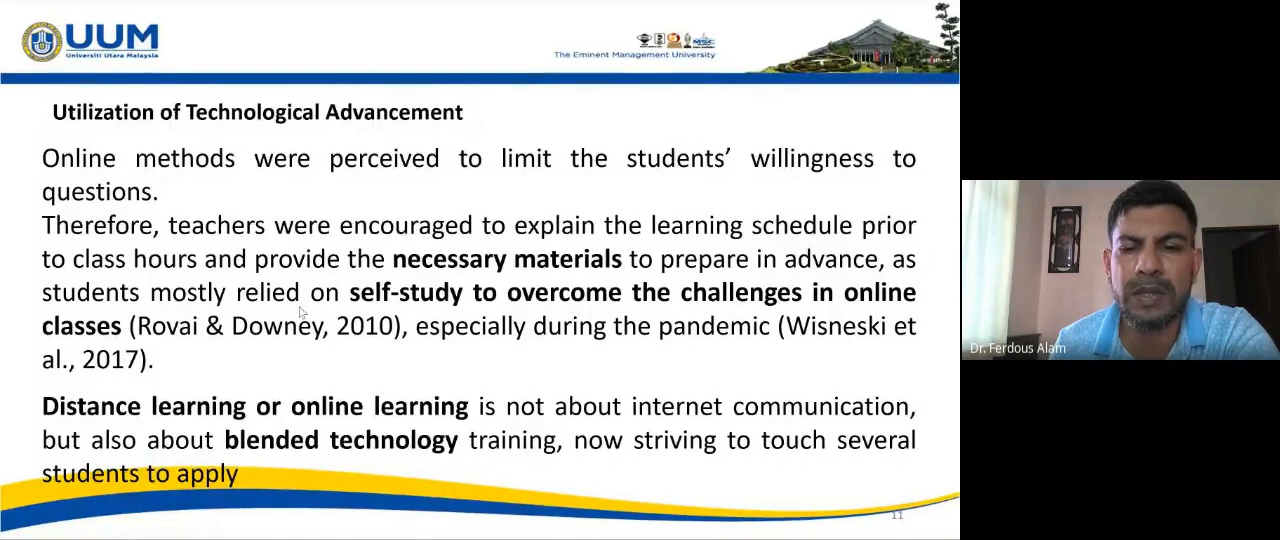 UUM
Universiti Utara Malaysia
MSC
The Eminent Management University
Utilization of Technological Advancement
Online methods were perceived to limit the students’ willingness to
questions.
Therefore, teachers were encouraged to explain the learning schedule prior
to class hours and provide the necessary materials to prepare in advance, as
students mostly relied on self-study to overcome the challenges in online
classes (Rovai & Downey, 2010), especially during the pandemic (Wisneski et
al., 2017).
Distance learning or online learning is not about internet communication,
but also about blended technology training, now striving to touch several
students to apply
11
Dr. Ferdous Alam